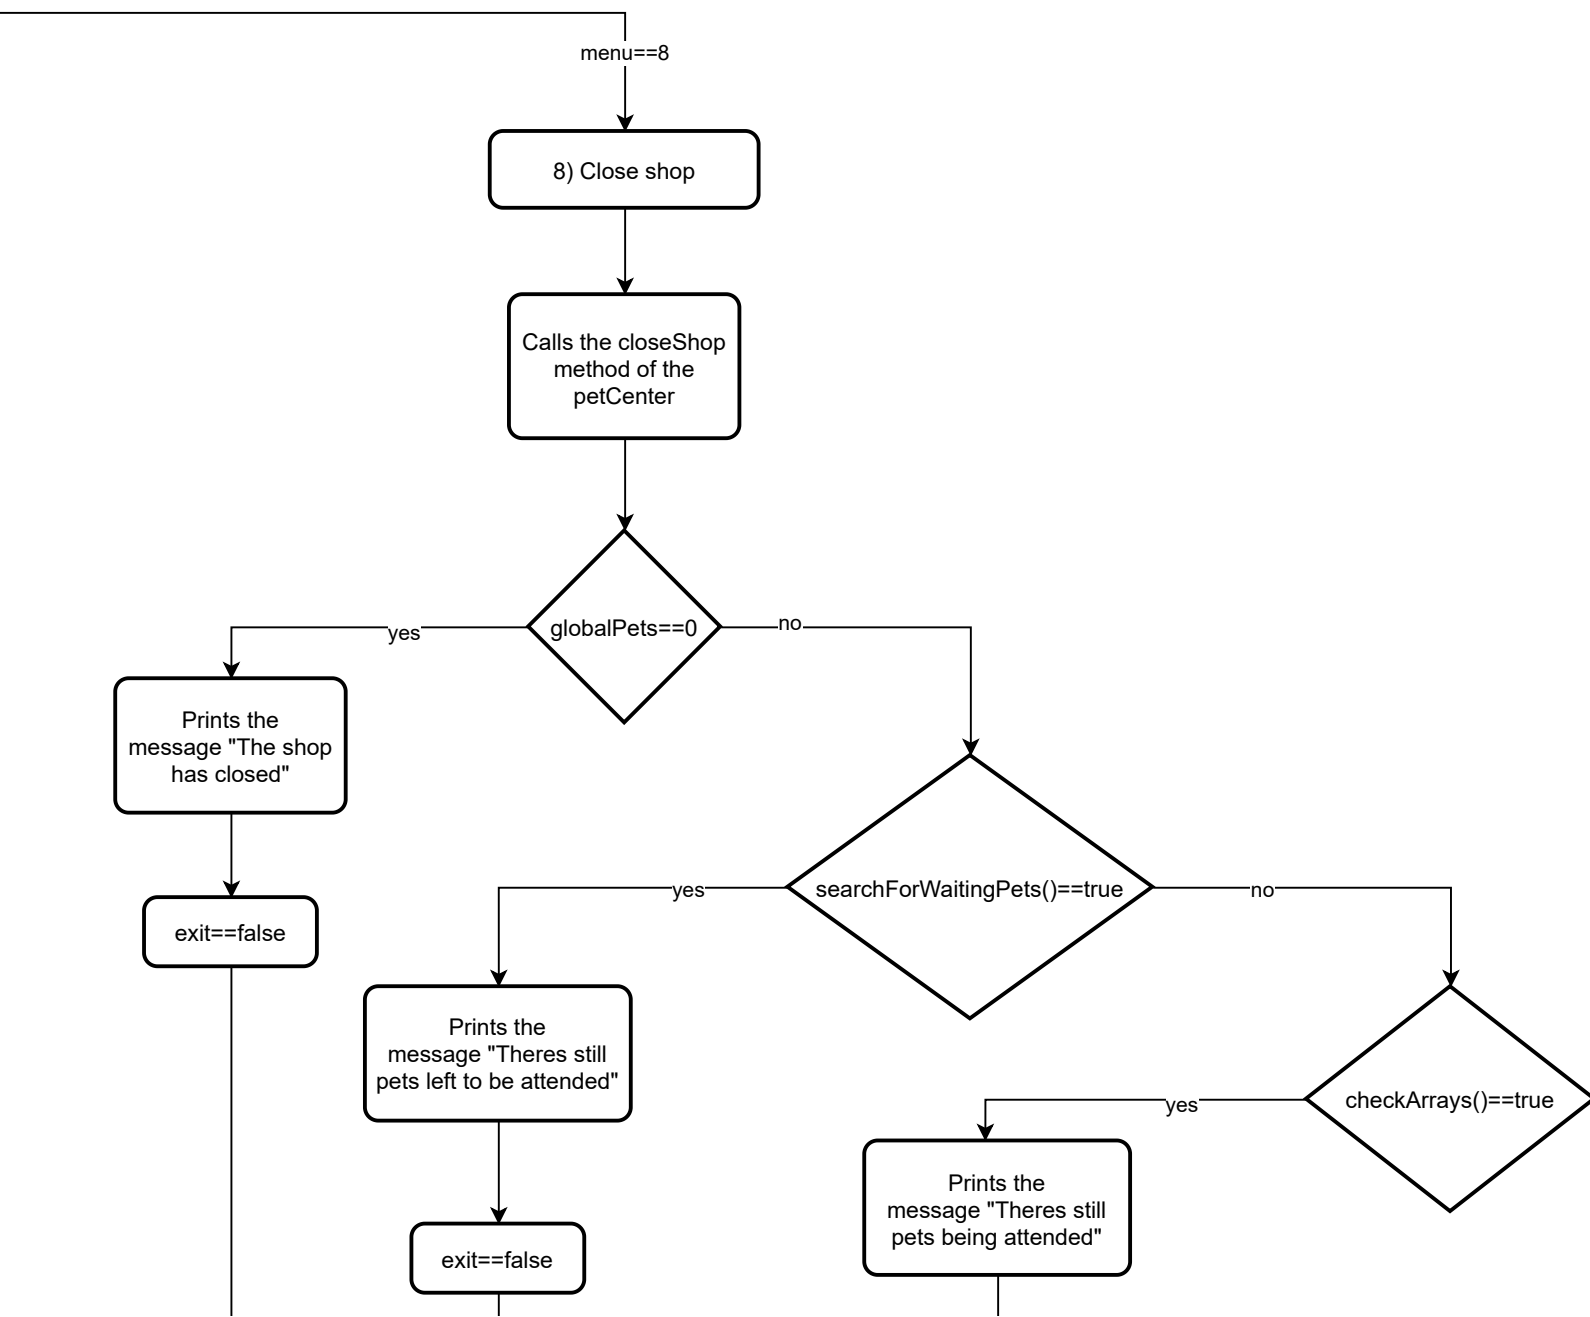 menu==8
8) Close shop
Calls the closeShop
method of the
petCenter
globalPets==0
yes
no
Prints the
message "The shop
has closed"
exit==false
searchForWaitingPets()==true
yes
no
Prints the
message "Theres still
pets left to be attended"
exit==false
checkArrays()==true
yes
Prints the
message "Theres still
pets being attended"